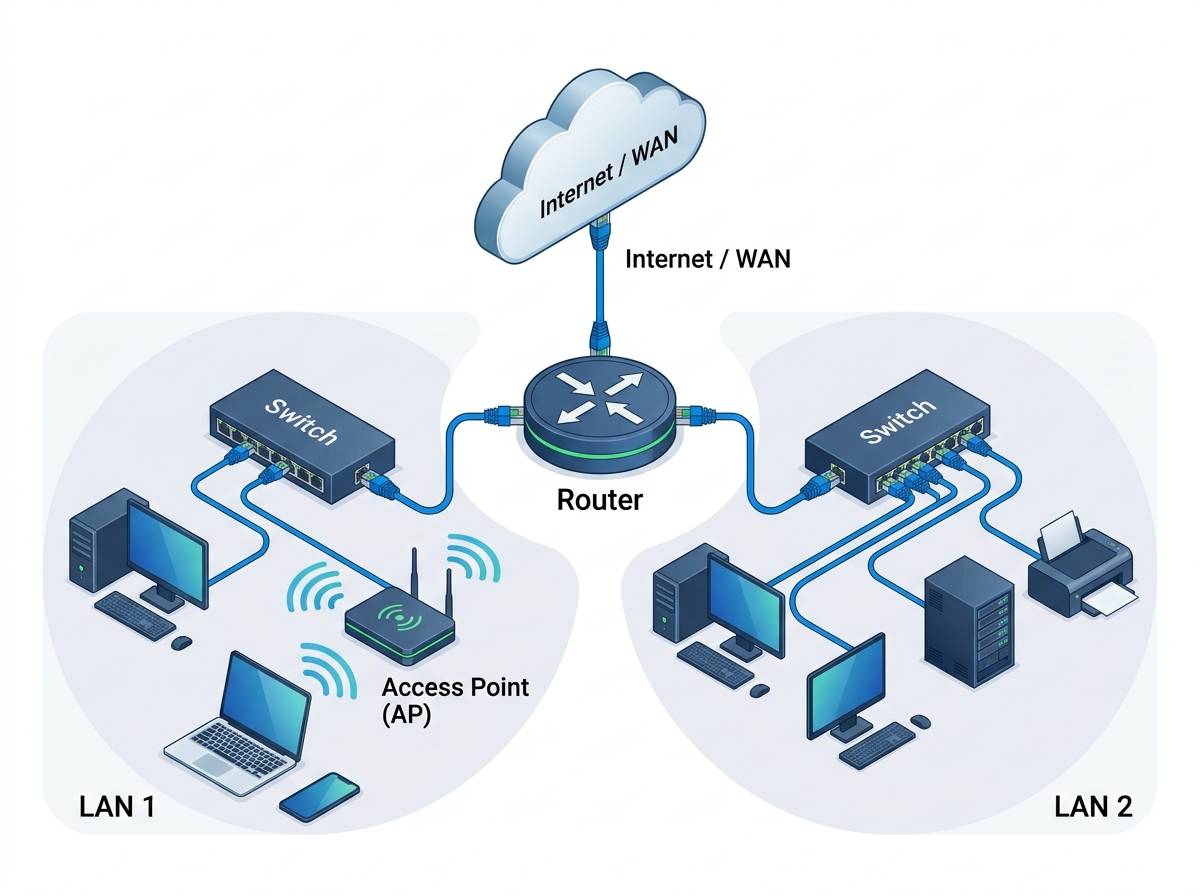 Internet / WAN
Internet / WAN
Switch
Switch
Router
Access Point
(AP)
LAN 1
LAN 2